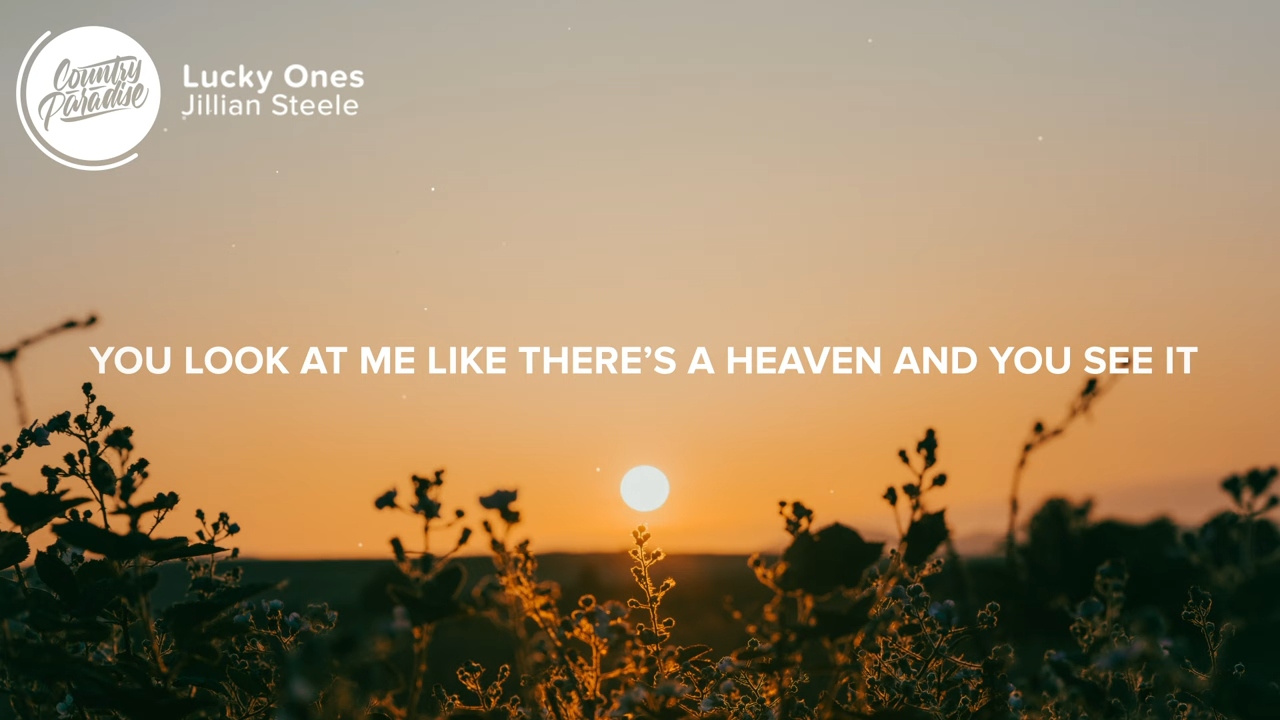 Country
Paradise
Lucky Ones
Jillian Steele
YOU LOOK AT ME LIKE THERE’S A HEAVEN AND YOU SEE IT